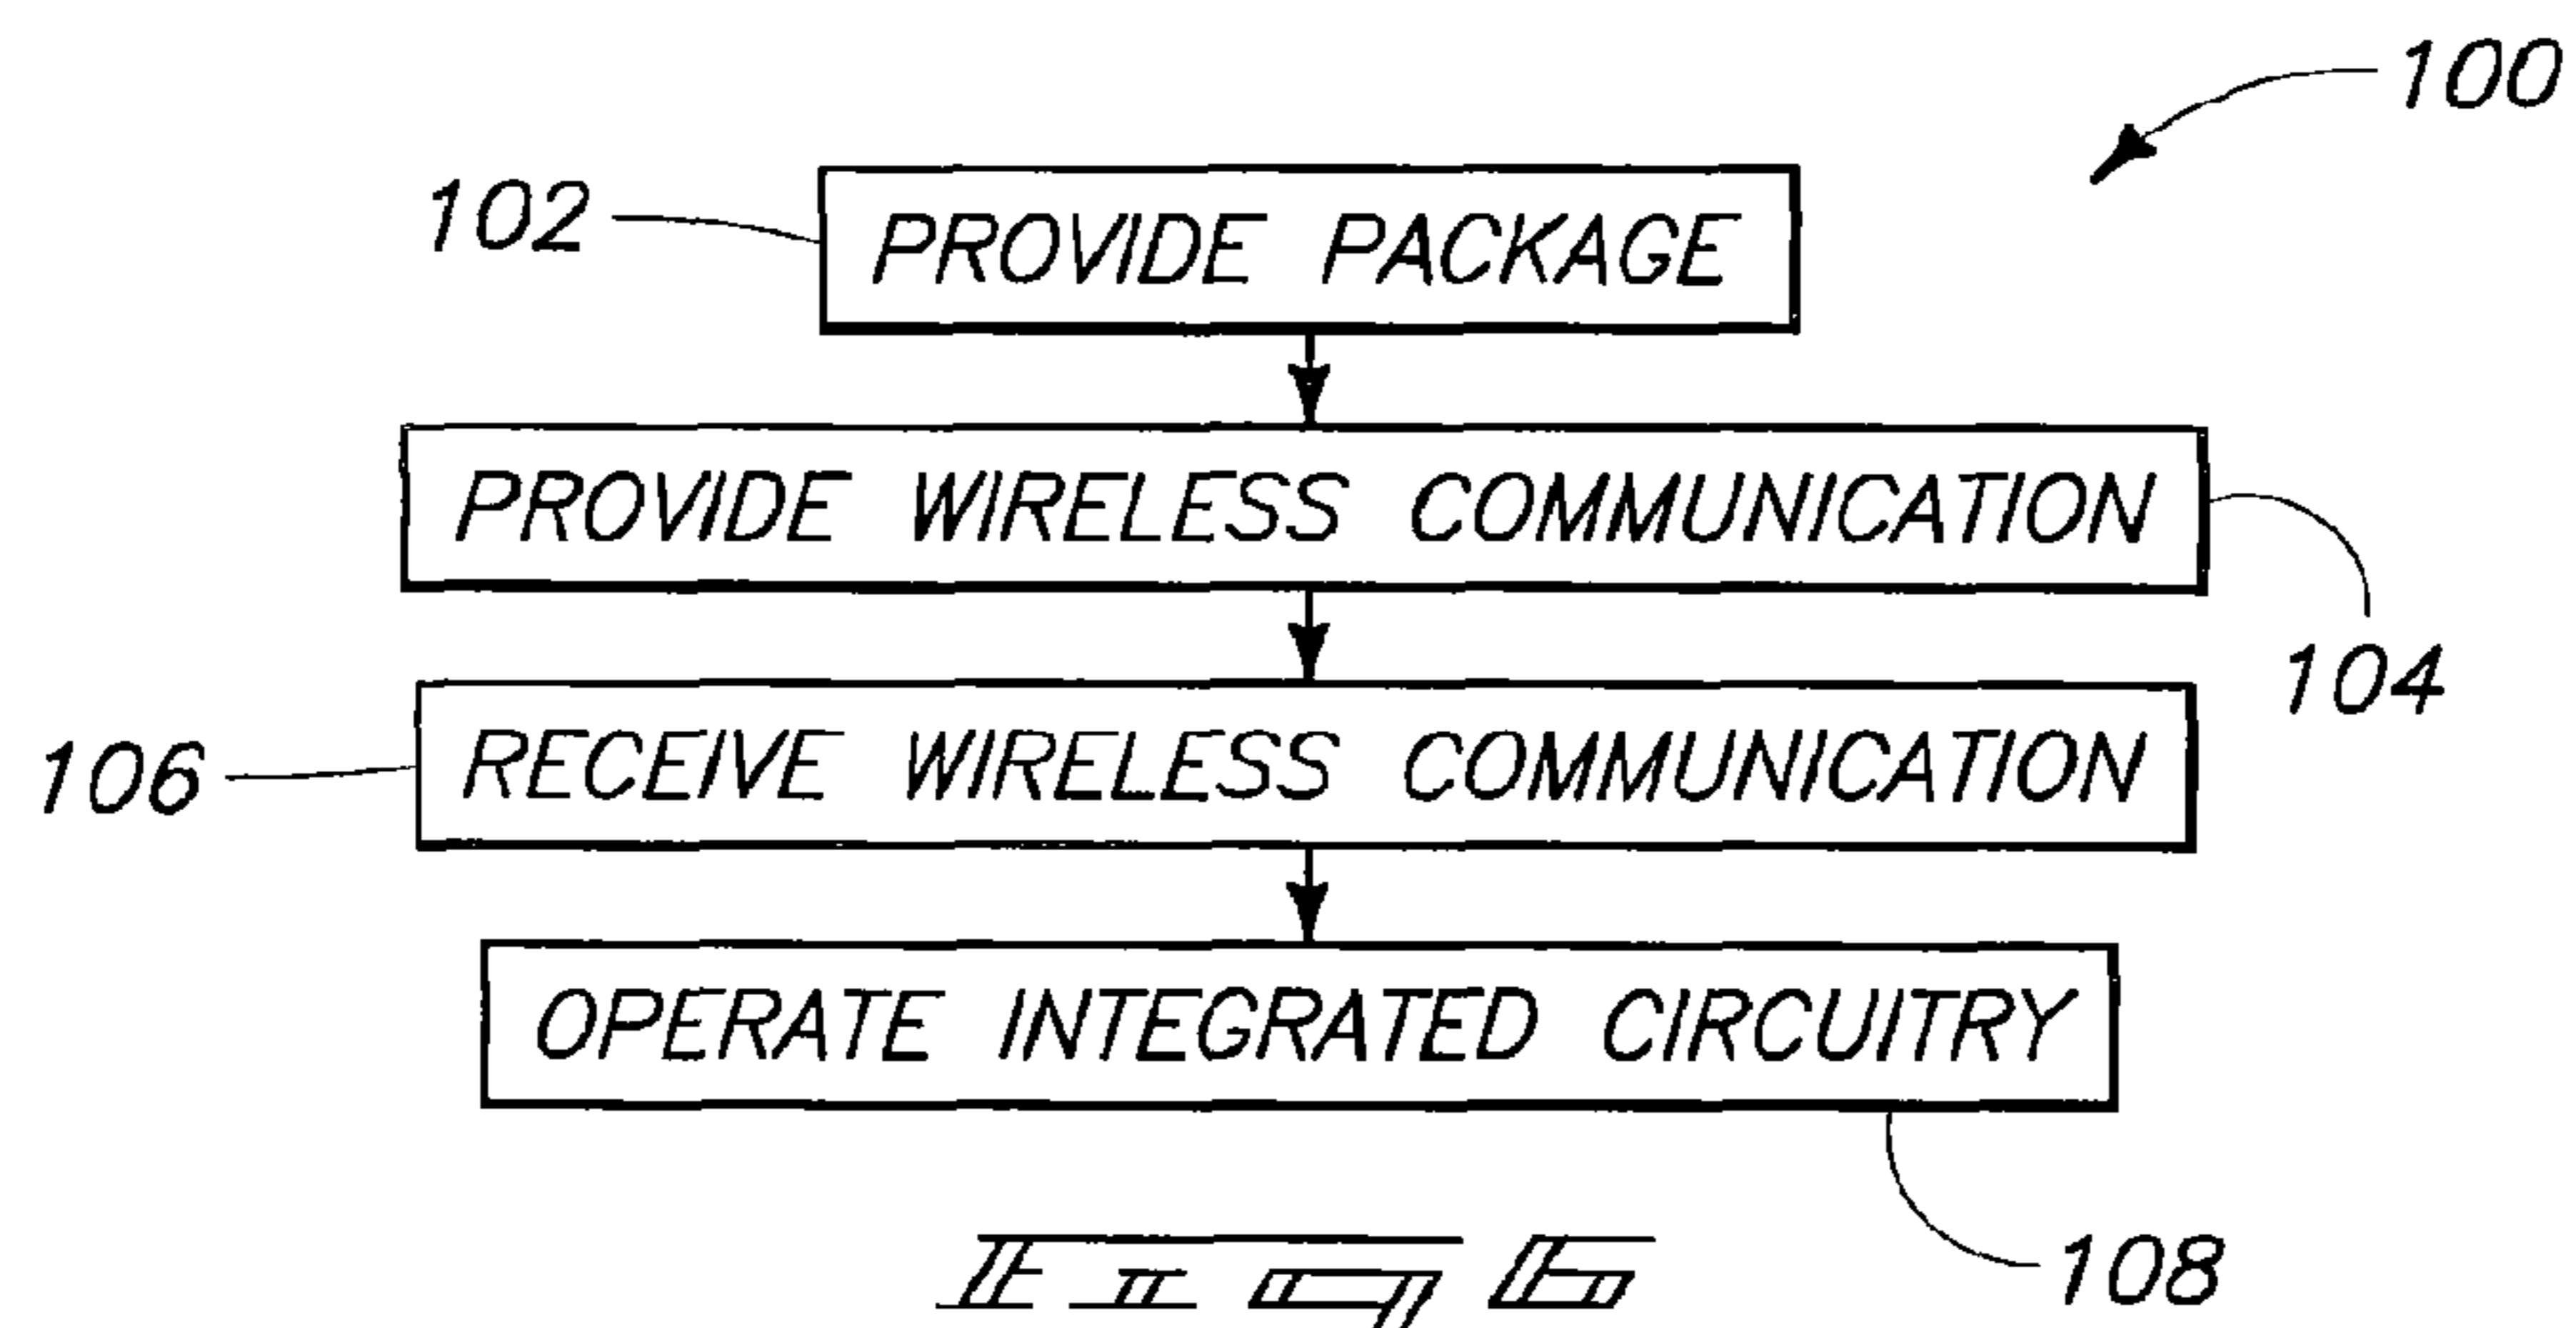 100
102
PROVIDE PACKAGE
PROVIDE WIRELESS COMMUNICATION
104
106
RECEIVE WIRELESS COMMUNICATION
OPERATE INTEGRATED CIRCUITRY
108
Fig 6